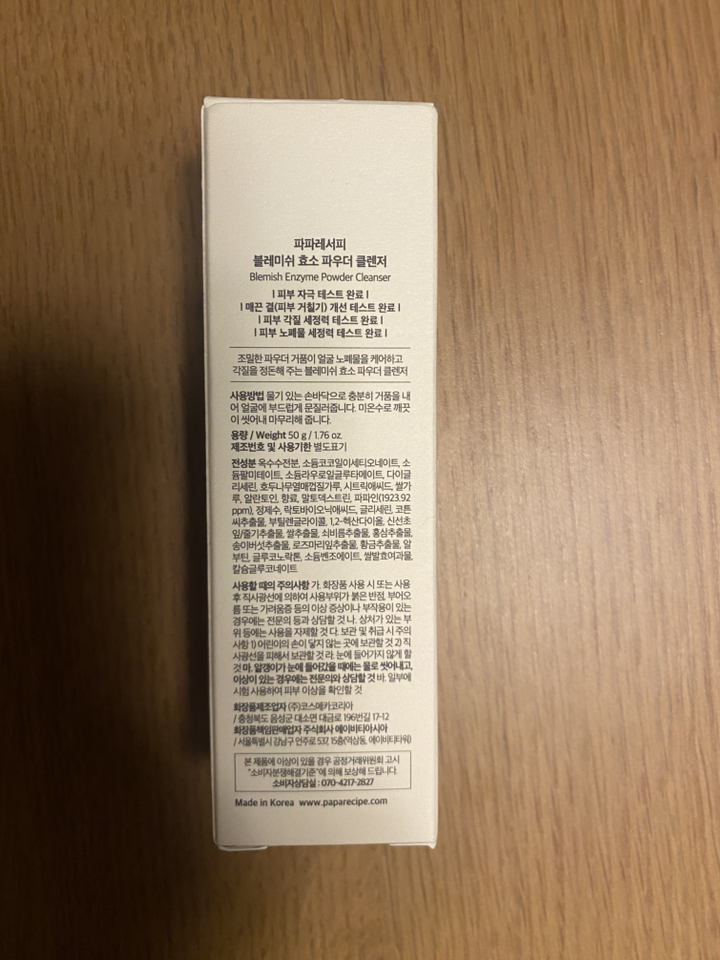 파파레서피
블레미쉬 효소 파우더 클렌저
Blemish Enzyme Powder Cleanser
I 피부 자극 테스트 완료 I
I 매끈 결(피부 거칠기) 개선 테스트 완료 I
I 피부 각질 세정력 테스트 완료 I
I 피부 노폐물 세정력 테스트 완료 I
조밀한 파우더 거품이 얼굴 노폐물을 케어하고
각질을 정돈해 주는 블레미쉬 효소 파우더 클렌저
사용방법 물기 있는 손바닥으로 충분히 거품을 내
어 얼굴에 부드럽게 문질러줍니다. 미온수로 깨끗
이 씻어내 마무리해 줍니다.
용량 / Weight 50 g / 1.76 oz.
제조번호 및 사용기한 별도표기
전성분 옥수수전분, 소듐코코일이세티오네이트, 소
듐팔미테이트, 소듐라우로일글루타메이트, 다이글
리세린, 호두나무열매껍질가루, 시트릭애씨드, 쌀가
루, 알란토인, 향료, 말토덱스트린, 파파인(1923.92
ppm), 정제수, 락토바이오닉애씨드, 글리세린, 코튼
씨추출물, 부틸렌글라이콜, 1,2-헥산다이올, 신선초
잎/줄기추출물, 쌀추출물, 쇠비름추출물, 홍삼추출물,
송이버섯추출물, 로즈마리잎추출물, 황금추출물, 알
부틴, 글루코노락톤, 소듐벤조에이트, 쌀발효여과물,
칼슘글루코네이트
사용할 때의 주의사항 가. 화장품 사용 시 또는 사용
후 직사광선에 의하여 사용부위가 붉은 반점, 부어오
름 또는 가려움증 등의 이상 증상이나 부작용이 있는
경우에는 전문의 등과 상담할 것 나. 상처가 있는 부
위 등에는 사용을 자제할 것 다. 보관 및 취급 시 주의
사항 1) 어린이의 손이 닿지 않는 곳에 보관할 것 2) 직
사광선을 피해서 보관할 것 라. 눈에 들어가지 않게 할
것 마. 알갱이가 눈에 들어갔을 때에는 물로 씻어내고,
이상이 있는 경우에는 전문의와 상담할 것 바. 일부에
시험 사용하여 피부 이상을 확인할 것
화장품제조업자 (주)코스메카코리아
/ 충청북도 음성군 대소면 대금로 196번길 17-12
화장품책임판매업자 주식회사 에이비티아시아
/ 서울특별시 강남구 언주로 537, 15층(역삼동, 에이비티타워)
본 제품에 이상이 있을 경우 공정거래위원회 고시
"소비자분쟁해결기준"에 의해 보상해 드립니다.
소비자상담실 : 070-4217-2827
Made in Korea www.paparecipe.com